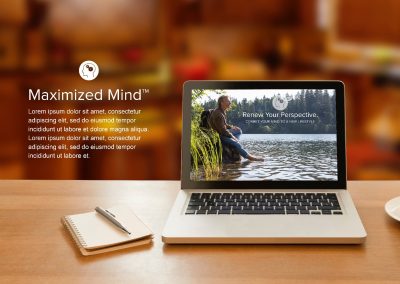 Maximized Mind™
Lorem ipsum dolor sit amet, consectetur
adipiscing elit, sed do eiusmod tempor
incididunt ut labore et dolore magna aliqua.
Lorem ipsum dolor sit amet, consectetur
adipiscing elit, sed do eiusmod tempor
incididunt ut labore et.
Renew Your Perspective.